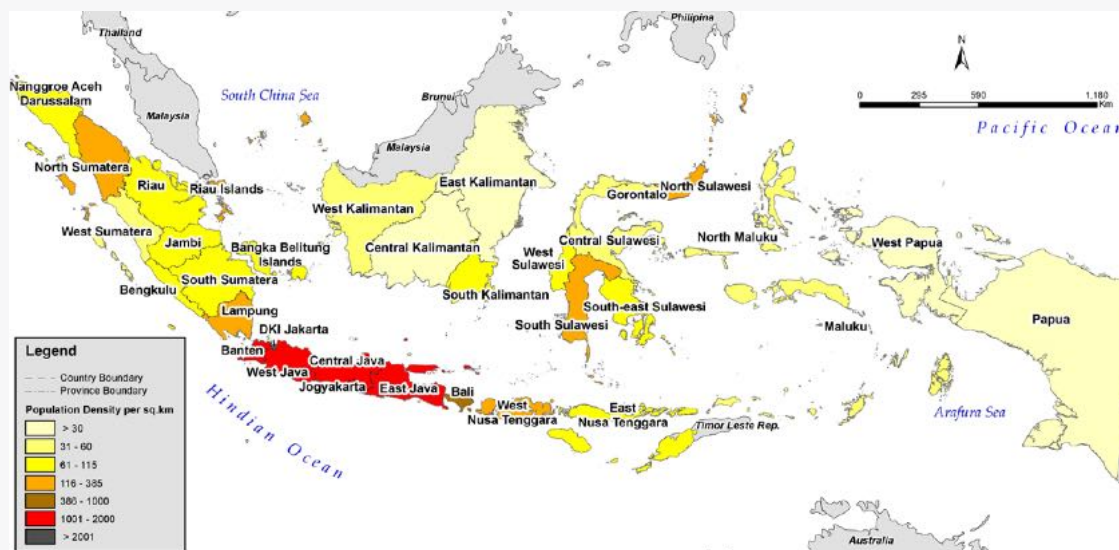 Thailand
Philipina
N
Nanggroe Aceh
Darussalam
South China Sea
Brunei
0 295 590 1,180
Km
Malaysia
Pacific Ocean
Malaysia
North Sumatera
East Kalimantan
Riau
Riau Islands
North Sulawesi
Gorontalo
West Kalimantan
West Sumatera
Jambi
Bangka Belitung
Islands
Central Kalimantan
West
Sulawesi
Central Sulawesi
North Maluku
West Papua
South Sumatera
Bengkulu
South Kalimantan
South-east Sulawesi
Lampung
South Sulawesi
Maluku
Papua
DKI Jakarta
Banten
Central Java
West Java
Jogyakarta
East Java
Bali
West
Nusa Tenggara
East
Nusa Tenggara
Timor Leste Rep.
Arafura Sea
Hindian Ocean
Australia
Legend
Country Boundary
Province Boundary
Population Density per sq.km
> 30
31 - 60
61 - 115
116 - 385
386 - 1000
1001 - 2000
> 2001